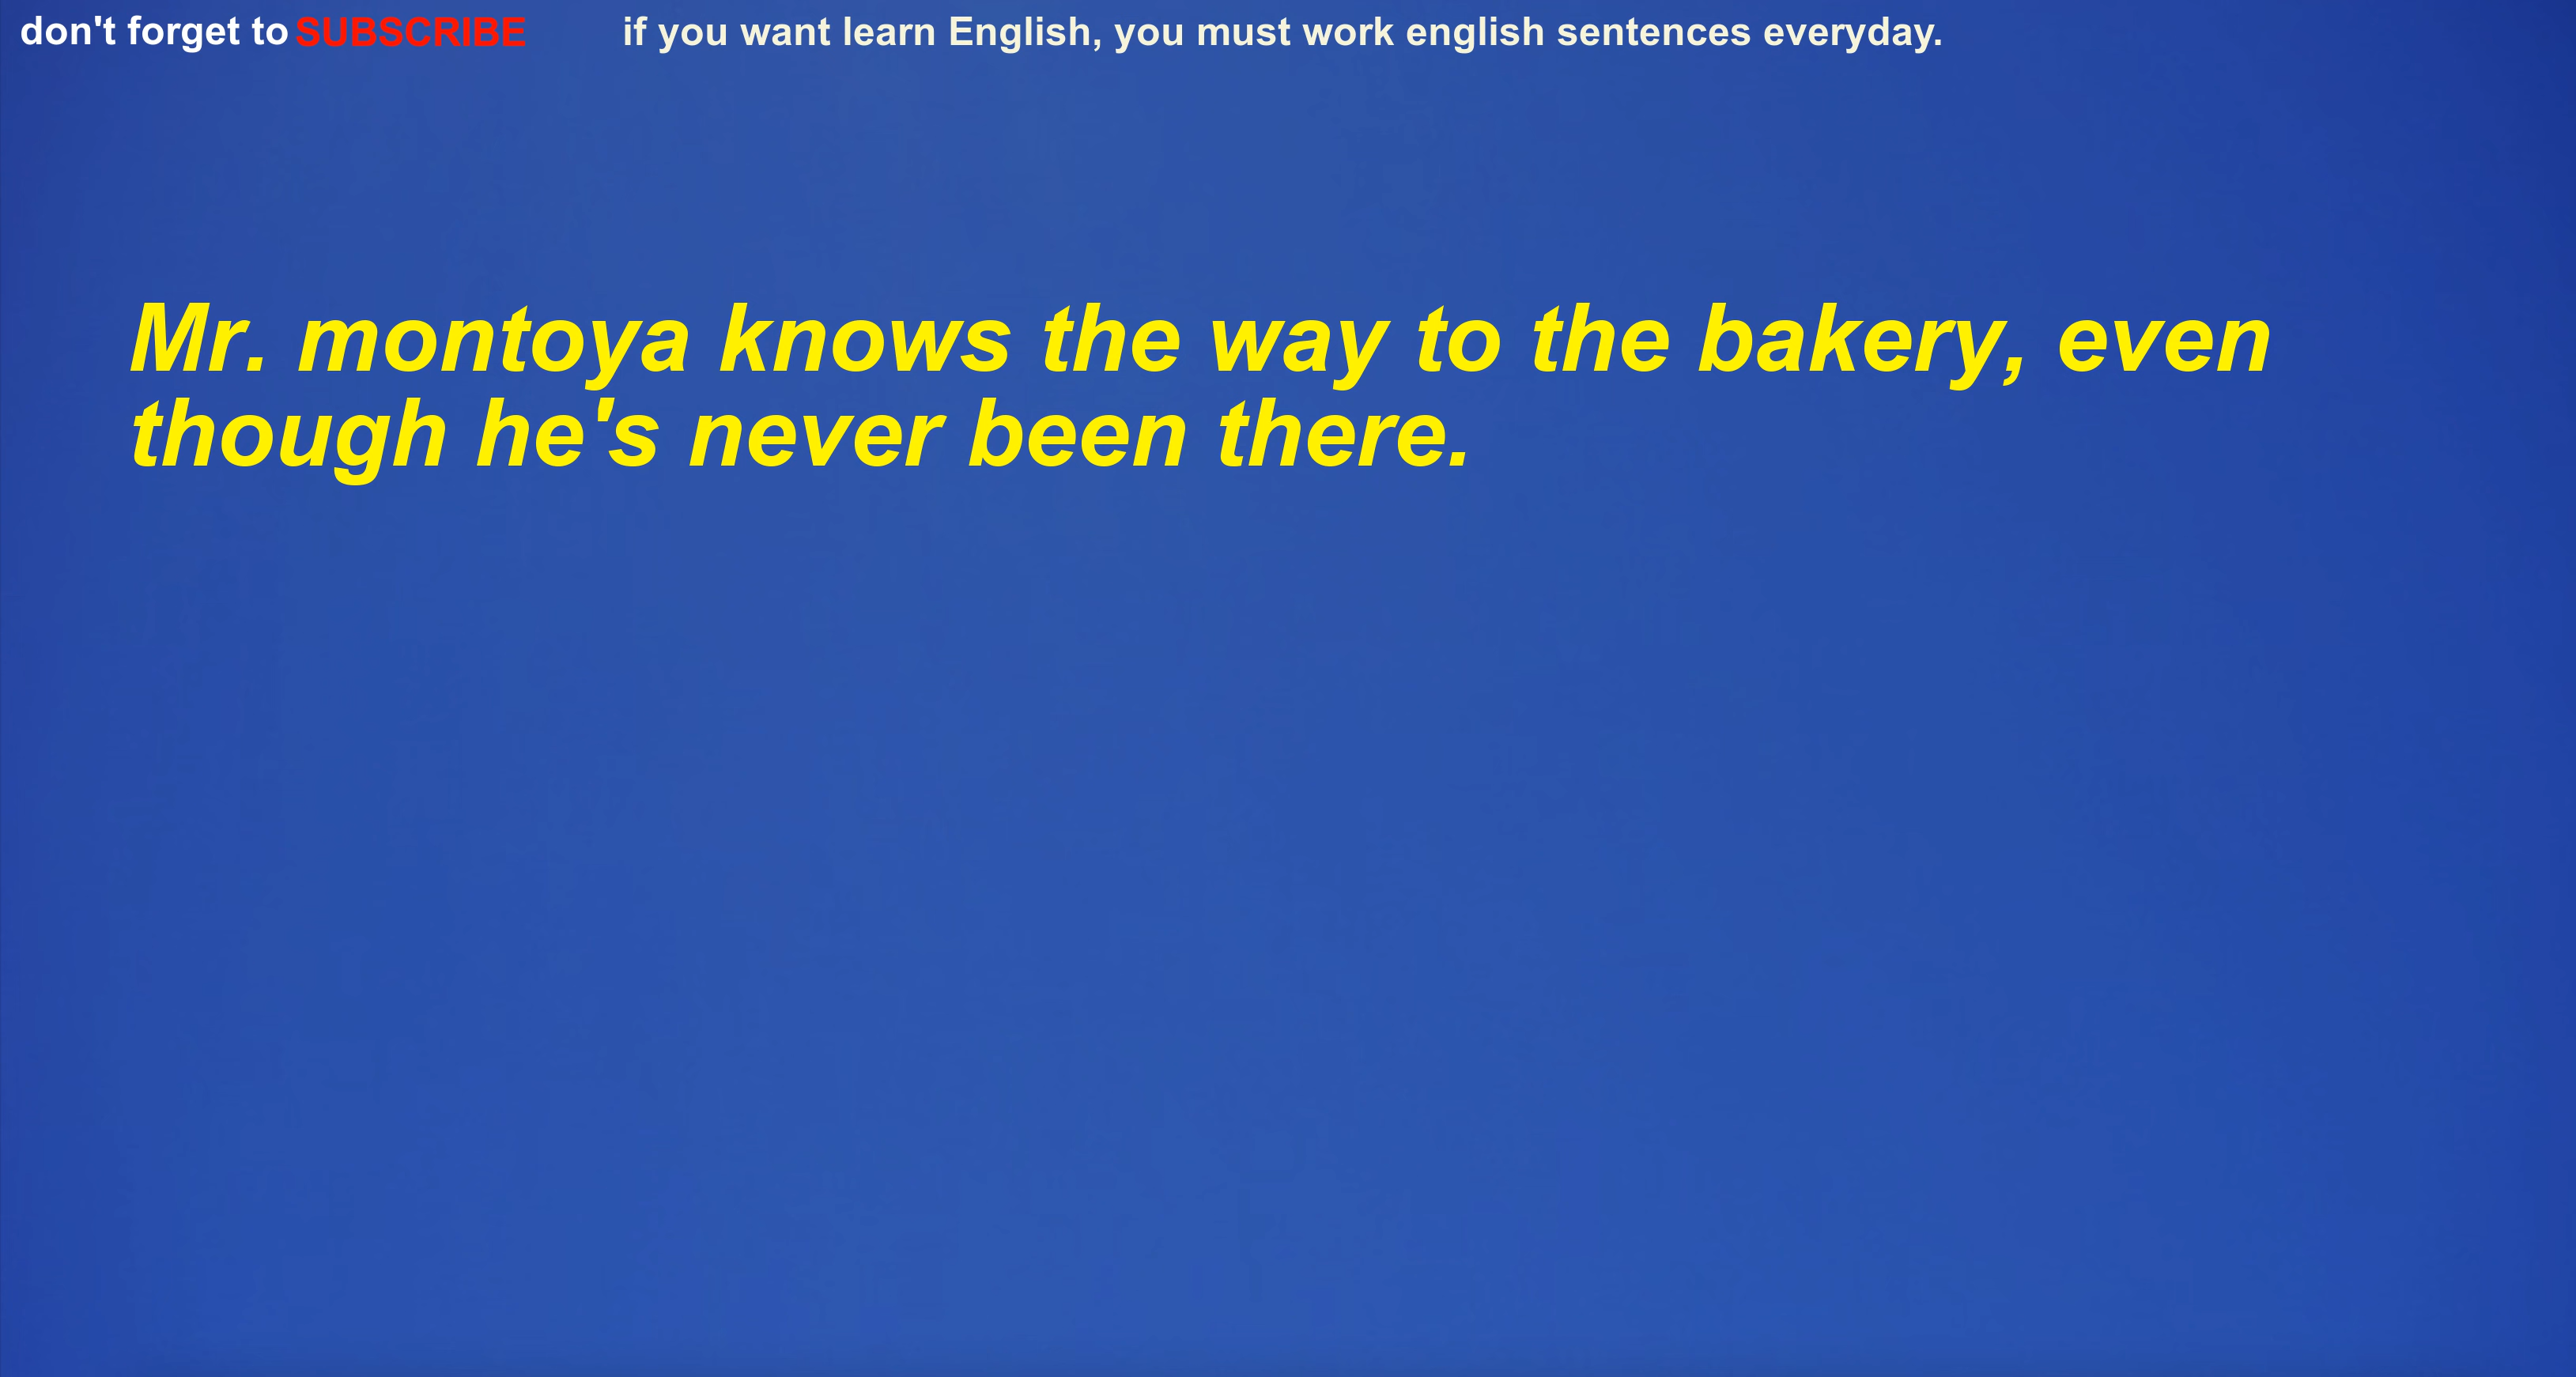 don't forget to SUBSCRIBE if you want learn English, you must work english sentences everyday.
Mr. montoya knows the way to the bakery, even
though he's never been there.